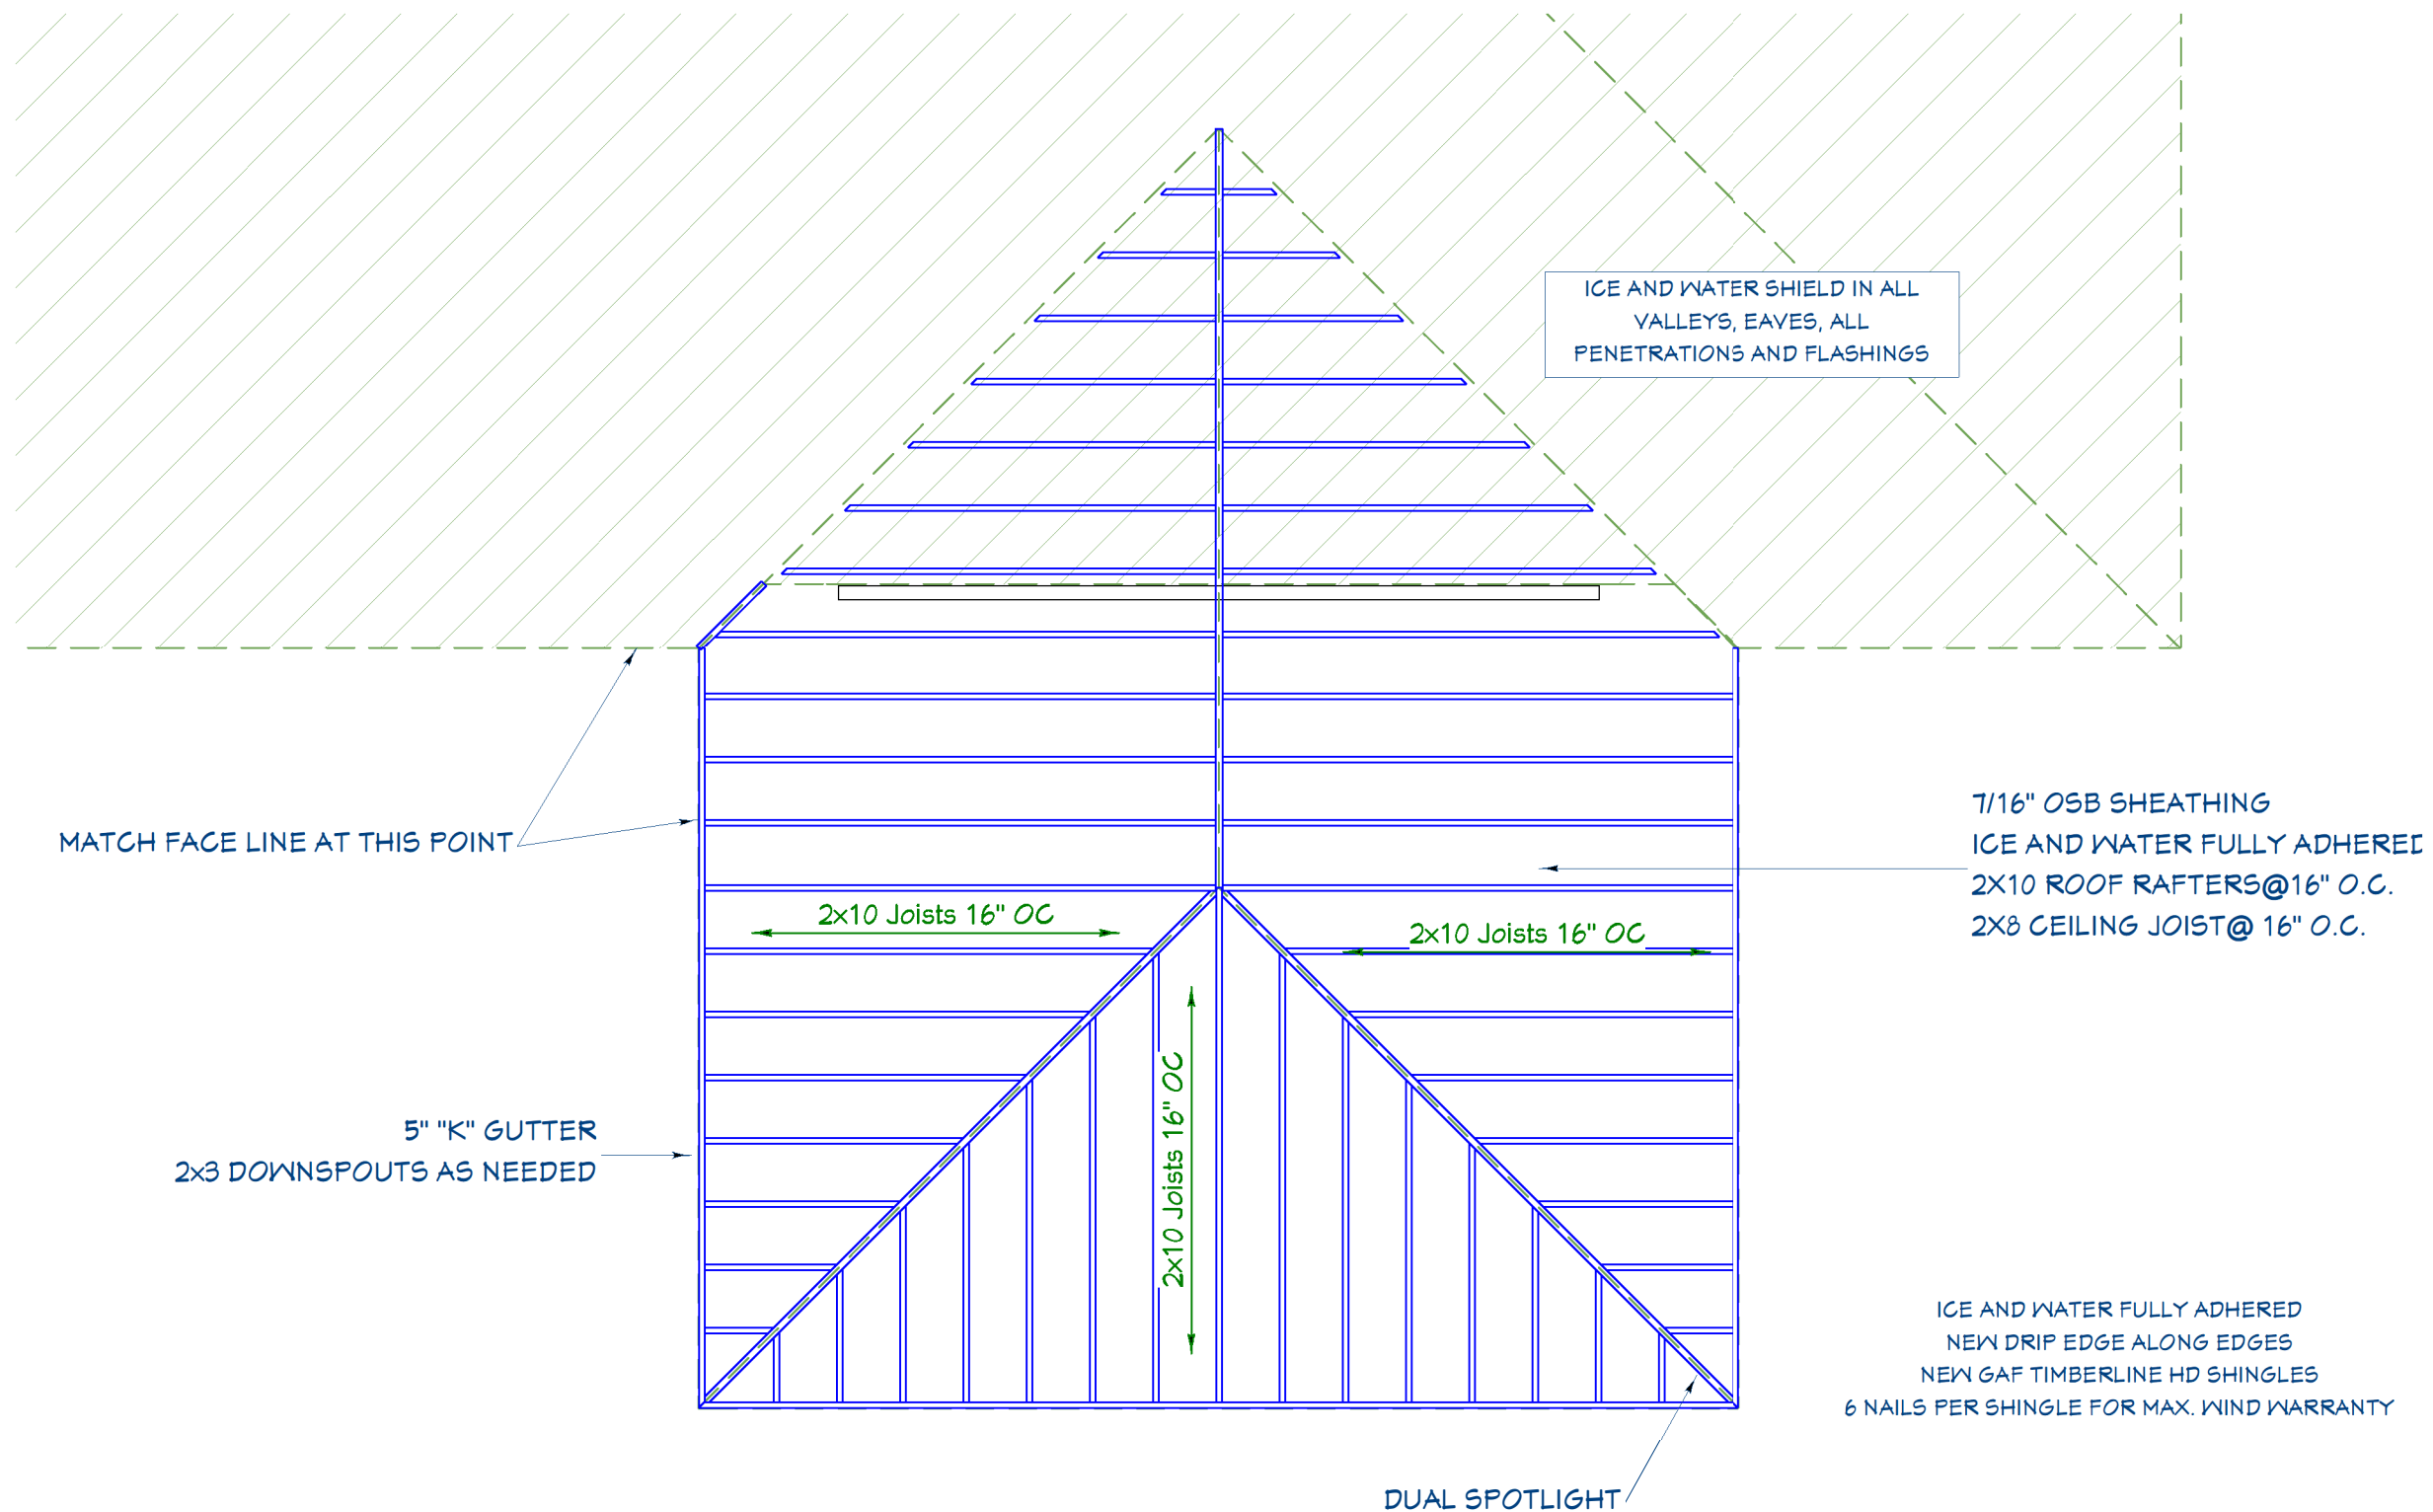 ICE AND WATER SHIELD IN ALL
VALLEYS, EAVES, ALL
PENETRATIONS AND FLASHINGS
MATCH FACE LINE AT THIS POINT
7/16" OSB SHEATHING
ICE AND WATER FULLY ADHERED
2X10 ROOF RAFTERS@16" O.C.
2X8 CEILING JOIST@ 16" O.C.
2x10 Joists 16" OC
2x10 Joists 16" OC
2x10 Joists 16" OC
5" "K" GUTTER
2x3 DOWNSPOUTS AS NEEDED
ICE AND WATER FULLY ADHERED
NEW DRIP EDGE ALONG EDGES
NEW GAF TIMBERLINE HD SHINGLES
6 NAILS PER SHINGLE FOR MAX. WIND WARRANTY
DUAL SPOTLIGHT